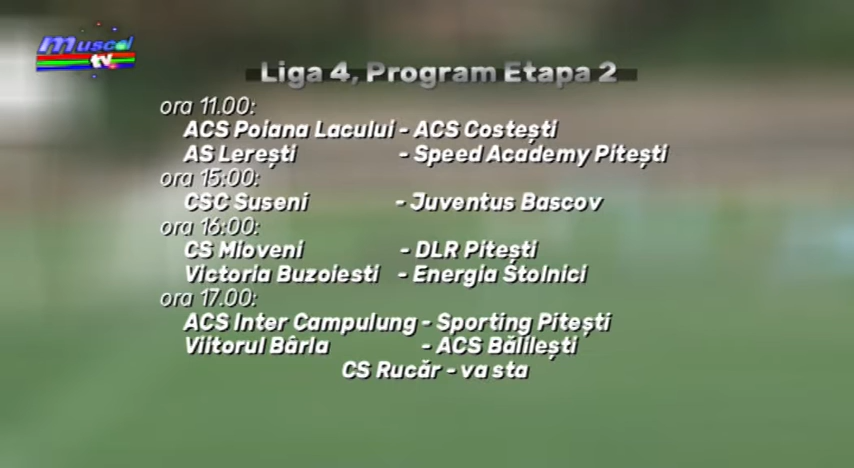 muscel
tv
Liga 4, Program Etapa 2
ora 11.00:
ACS Poiana Lacului - ACS Costești
AS Lerești - Speed Academy Pitești
ora 15:00:
CSC Suseni - Juventus Bascov
ora 16:00:
CS Mioveni - DLR Pitești
Victoria Buzoiesti - Energia Stolnici
ora 17.00:
ACS Inter Campulung - Sporting Pitești
Viitorul Bârla - ACS Bălilești
CS Rucăr - va sta